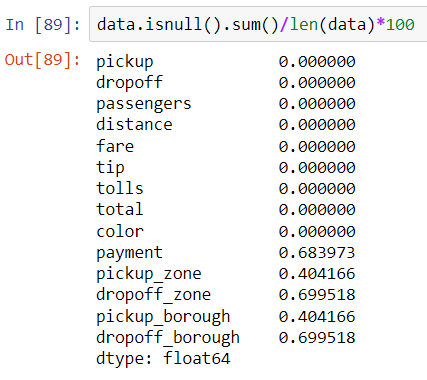 In [89]: data.isnull().sum()/len(data)*100
Out[89]: pickup 0.000000
dropoff 0.000000
passengers 0.000000
distance 0.000000
fare 0.000000
tip 0.000000
tolls 0.000000
total 0.000000
color 0.000000
payment 0.683973
pickup_zone 0.404166
dropoff_zone 0.699518
pickup_borough 0.404166
dropoff_borough 0.699518
dtype: float64